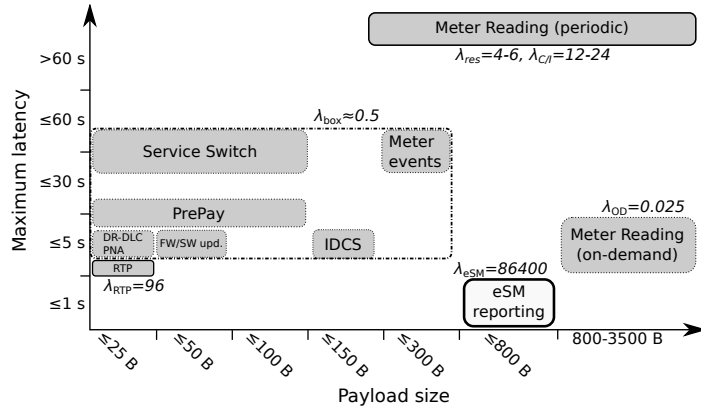 Meter Reading (periodic)
λres=4-6, λC/I=12-24
>60 s
≤60 s
≤30 s
≤5 s
≤1 s
Maximum latency
λbox≈0.5
Service Switch
Meter
events
PrePay
DR-DLC
PNA
FW/SW upd.
IDCS
RTP
λRTP=96
λOD=0.025
Meter Reading
(on-demand)
λeSM=86400
eSM
reporting
≤25 B
≤50 B
≤100 B
≤150 B
≤300 B
≤800 B
800-3500 B
Payload size